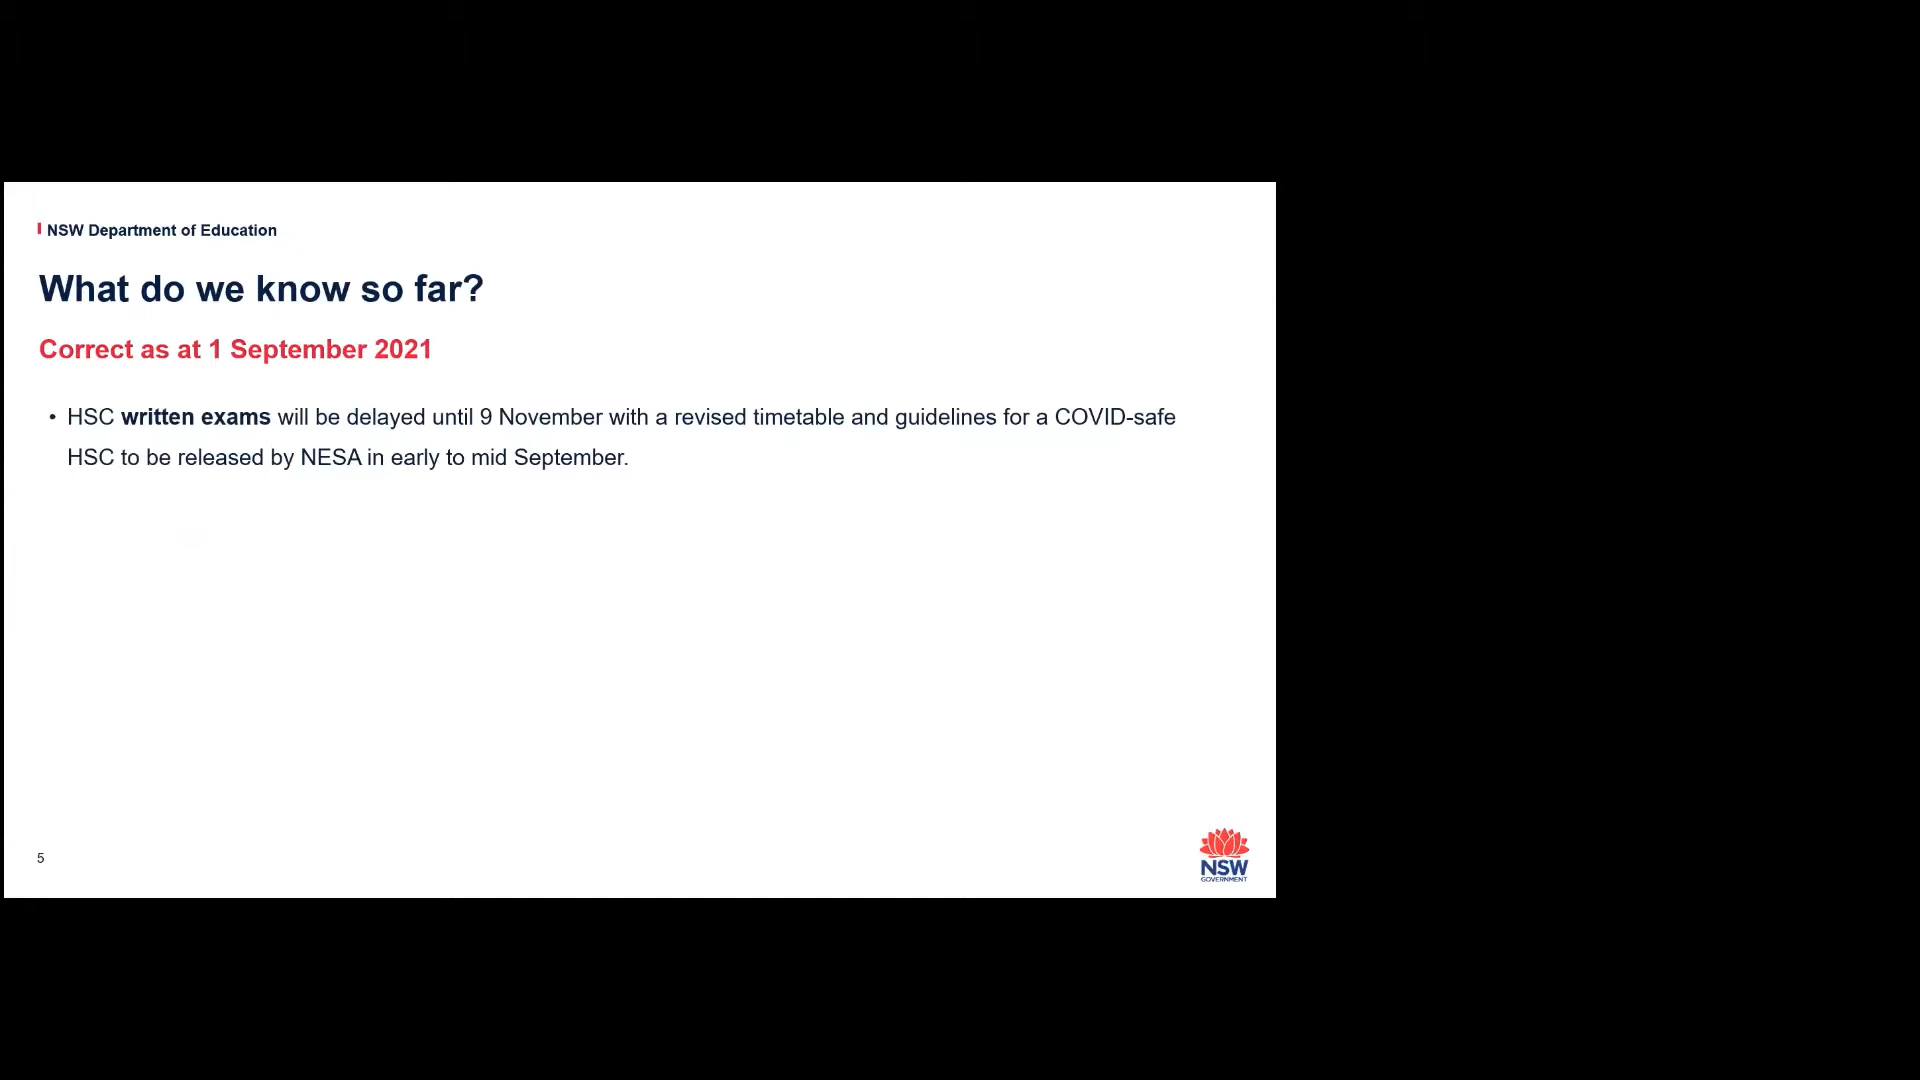 NSW Department of Education
What do we know so far?
Correct as at 1 September 2021
• HSC written exams will be delayed until 9 November with a revised timetable and guidelines for a COVID-safe
HSC to be released by NESA in early to mid September.
5
NSW
GOVERNMENT